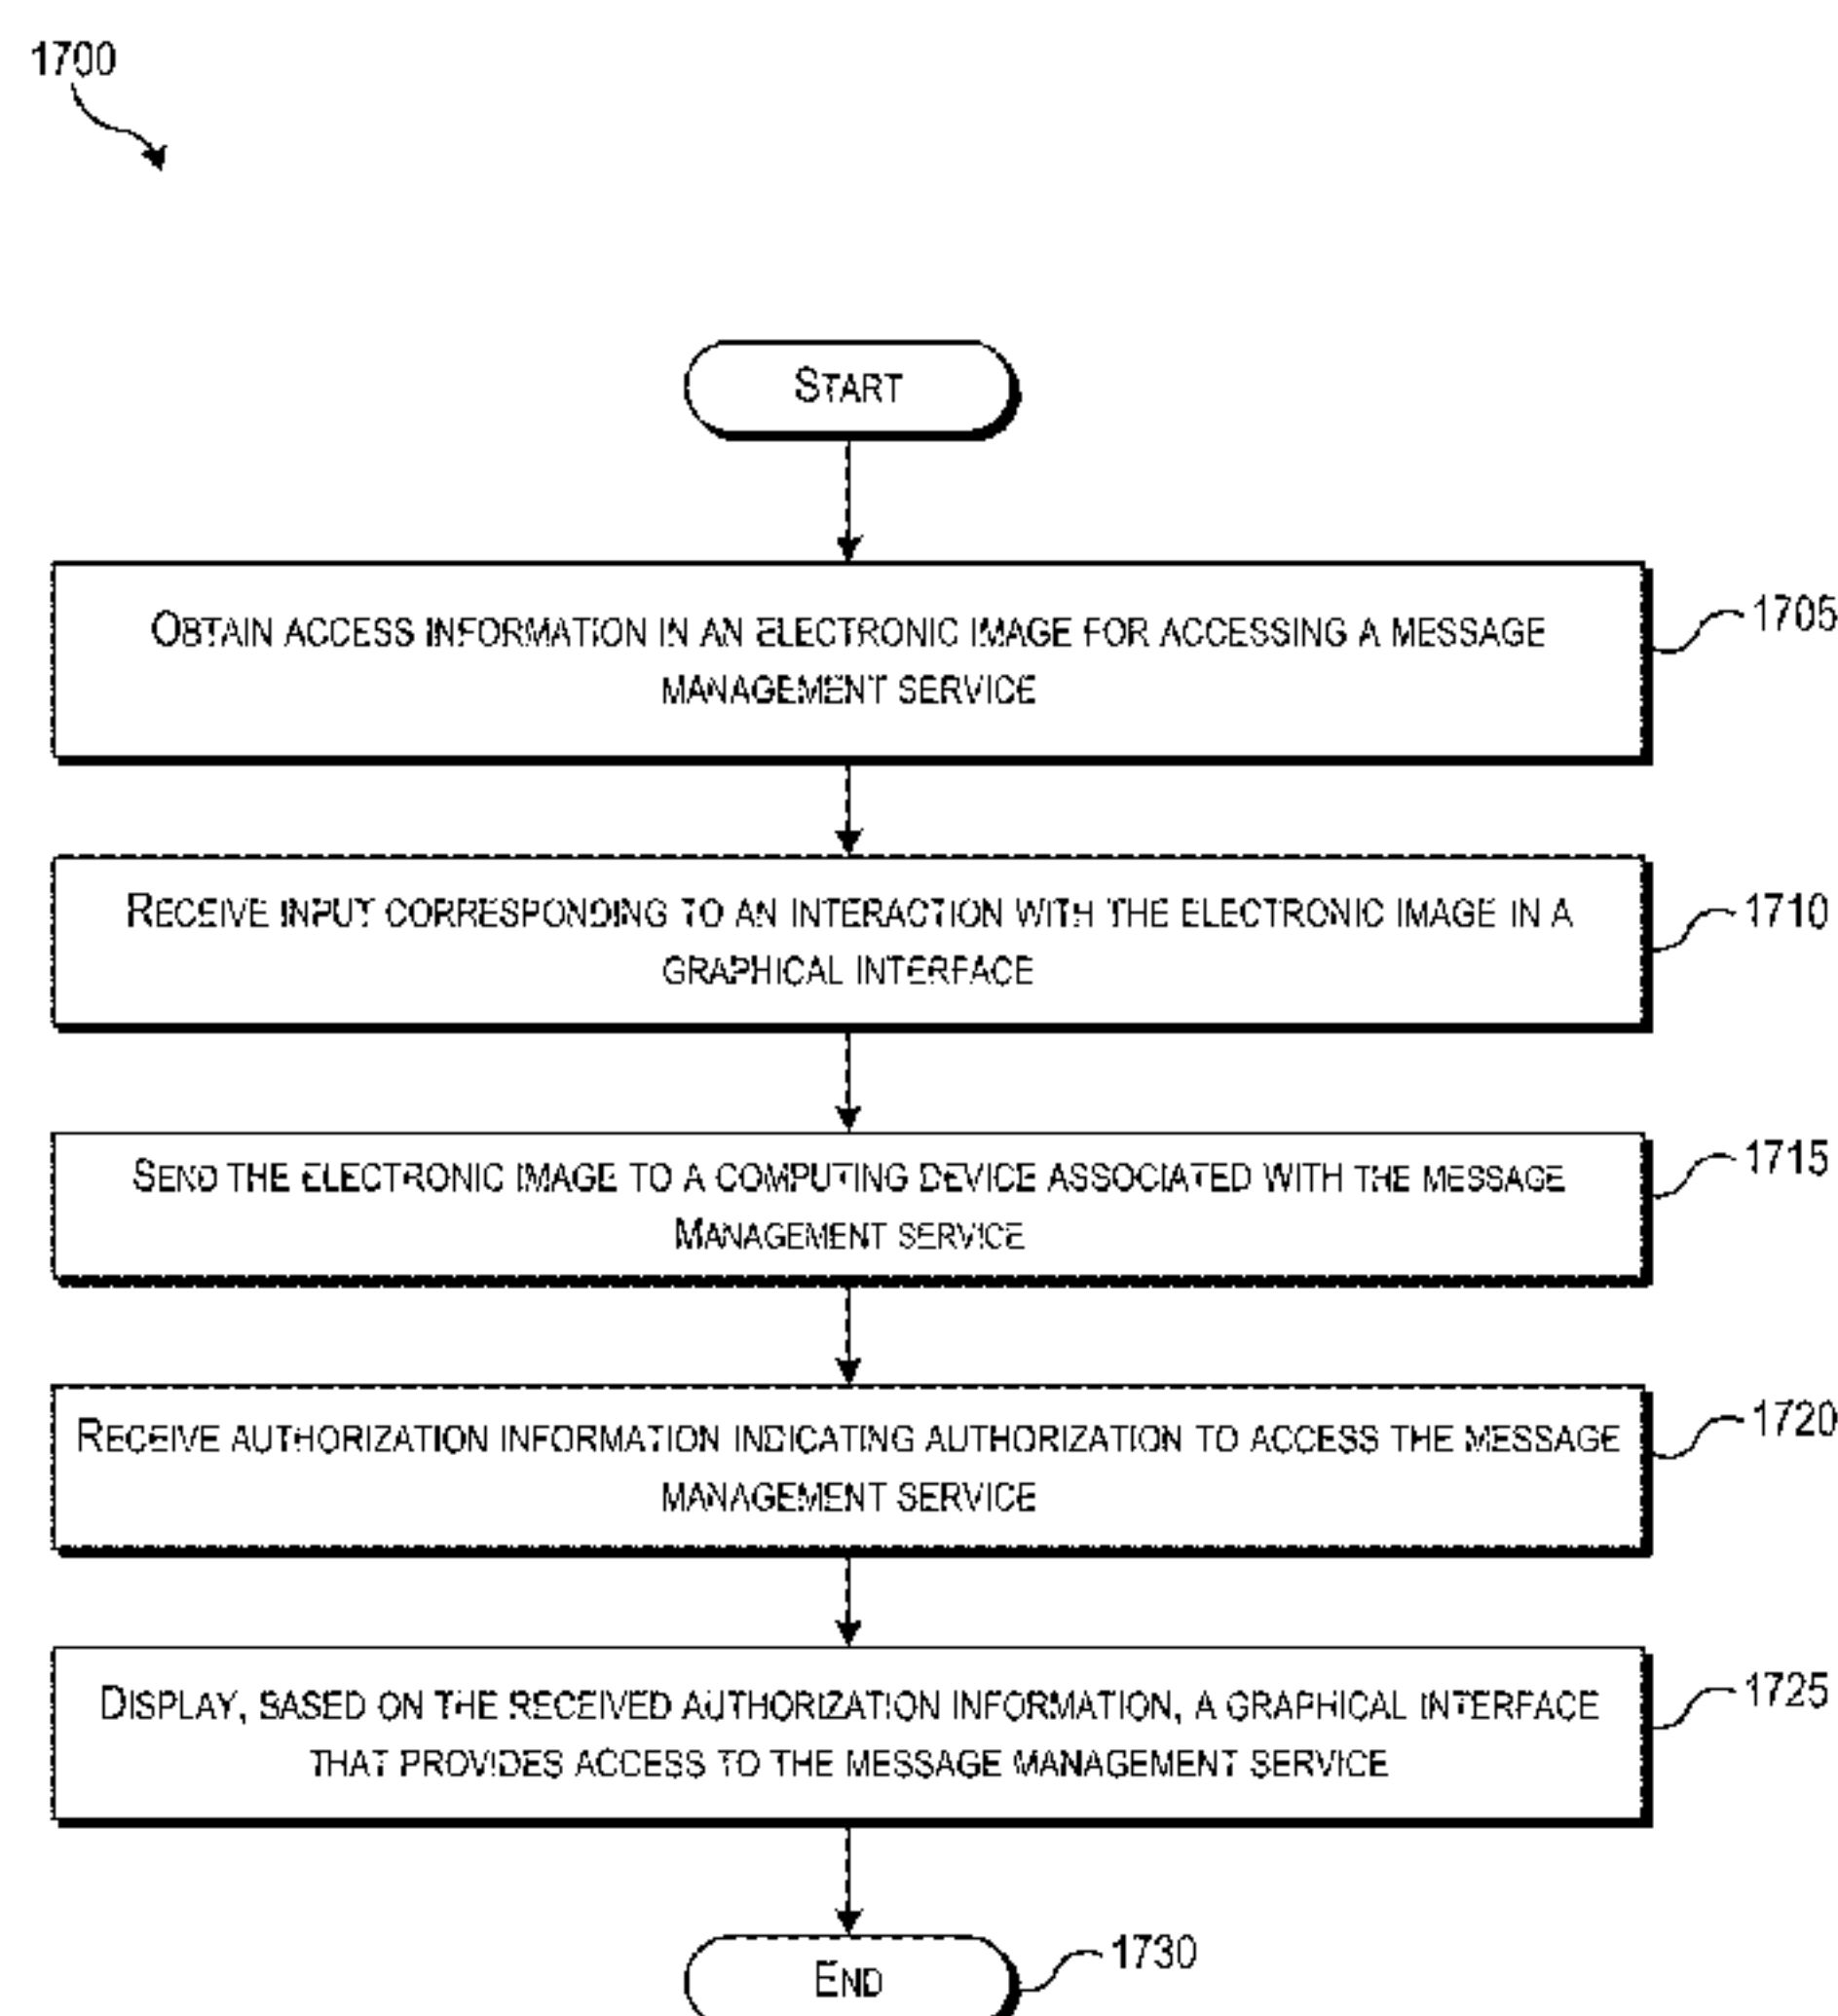 1700
START
OBTAIN ACCESS INFORMATION IN AN ELECTRONIC IMAGE FOR ACCESSING A MESSAGE
MANAGEMENT SERVICE
1705
RECEIVE INPUT CORRESPONDING TO AN INTERACTION WITH THE ELECTRONIC IMAGE IN A
GRAPHICAL INTERFACE
1710
SEND THE ELECTRONIC IMAGE TO A COMPUTING DEVICE ASSOCIATED WITH THE MESSAGE
MANAGEMENT SERVICE
1715
RECEIVE AUTHORIZATION INFORMATION INDICATING AUTHORIZATION TO ACCESS THE MESSAGE
MANAGEMENT SERVICE
1720
DISPLAY, BASED ON THE RECEIVED AUTHORIZATION INFORMATION, A GRAPHICAL INTERFACE
THAT PROVIDES ACCESS TO THE MESSAGE MANAGEMENT SERVICE
1725
END
1730